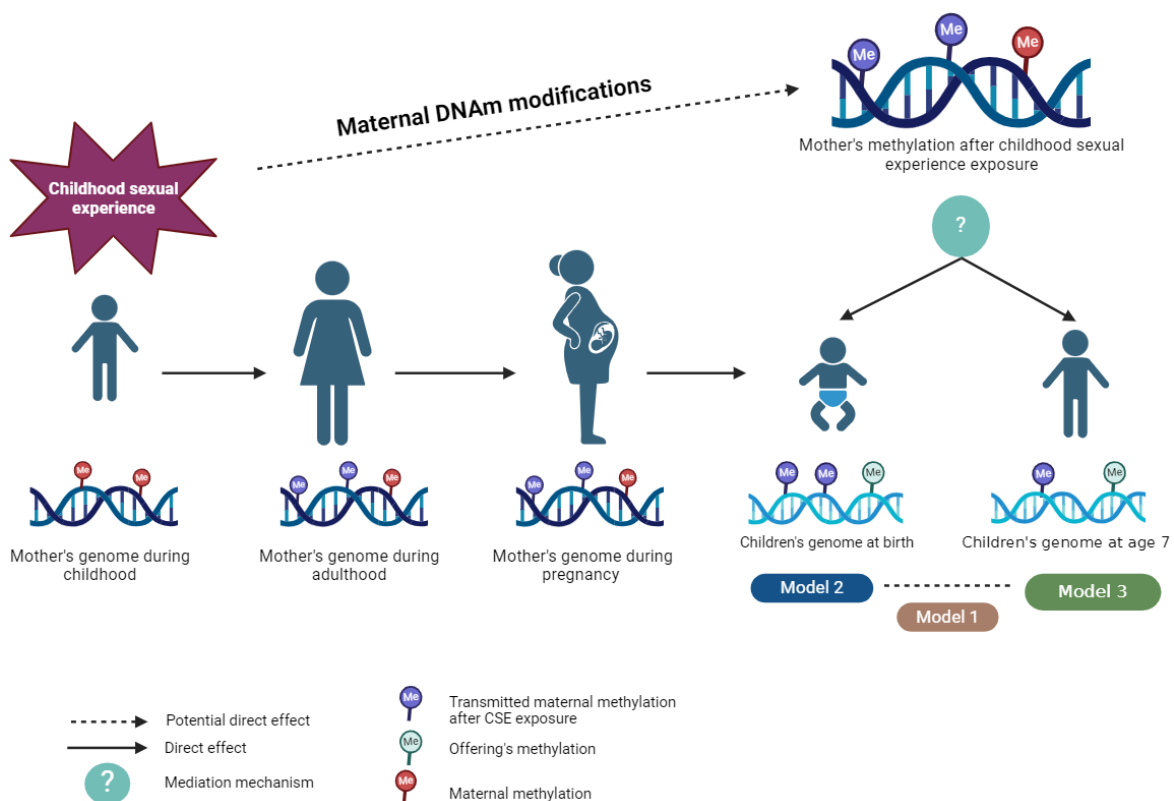 Me
Me
Me
Maternal DNAm modifications
Mother's methylation after childhood sexual
experience exposure
Childhood sexual
experience
?
Me
Me
Me
Me
Me
Me
Me
Me
Me
Me
Me
Me
Me
Mother's genome during
childhood
Mother's genome during
adulthood
Mother's genome during
pregnancy
Children's genome at birth
Children's genome at age 7
Model 2
Model 3
Model 1
Potential direct effect
Direct effect
?
Mediation mechanism
Me
Transmitted maternal methylation
after CSE exposure
Me
Offering's methylation
Me
Maternal methylation